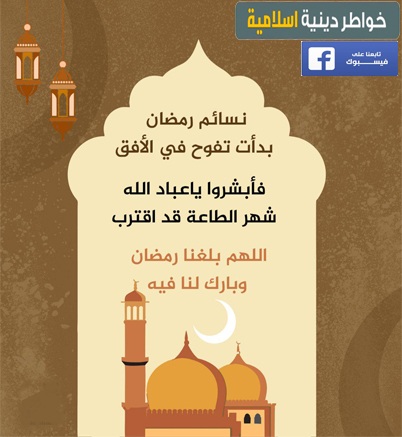 خواطر دينية اسلامية
تابعنا على
فيســـبوك
نسائم رمضان
بدأت تفوح في الأفق
فأبشروا ياعباد الله
شهر الطاعة قد اقترب
اللهم بلغنا رمضان
وبارك لنا فيه